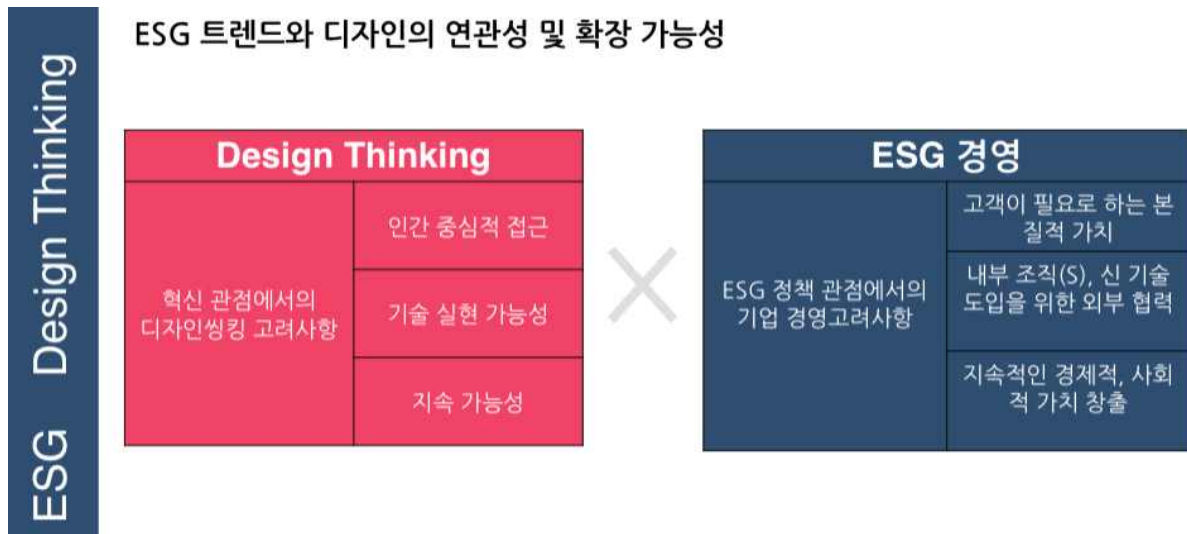 ESG 트렌드와 디자인의 연관성 및 확장 가능성
ESG Design Thinking
Design Thinking
혁신 관점에서의
디자인씽킹 고려사항
인간 중심적 접근
기술 실현 가능성
지속 가능성
ESG 경영
ESG 정책 관점에서의
기업 경영고려사항
고객이 필요로 하는 본
질적 가치
내부 조직(S), 신 기술
도입을 위한 외부 협력
지속적인 경제적, 사회
적 가치 창출